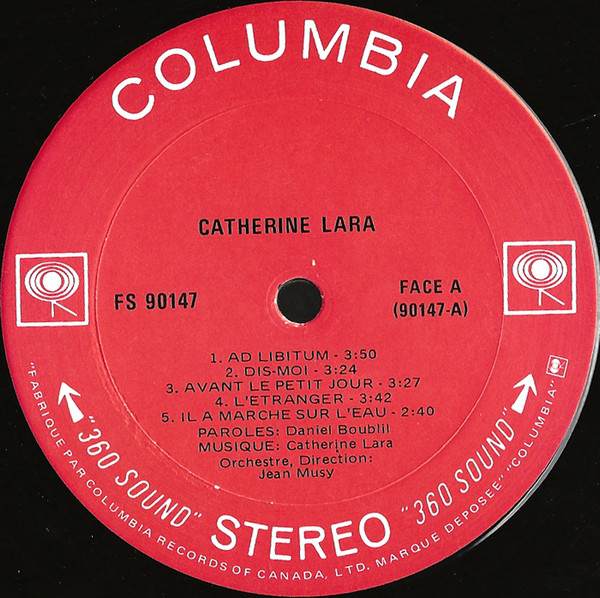 COLUMBIA
CATHERINE LARA
FS 90147
FACE A
(90147-A)
1. AD LIBITUM - 3:50
2. DIS-MOI - 3:24
3. AVANT LE PETIT JOUR - 3:27
4. L'ETRANGER - 3:42
5. IL A MARCHE SUR L'EAU - 2:40
PAROLES: Daniel Boublil
MUSIQUE: Catherine Lara
Orchestre, Direction:
Jean Musy
"360 SOUND" STEREO "360 SOUND"
"FABRIQUE PAR COLUMBIA RECORDS OF CANADA, LTD. MARQUE DEPOSEE" "COLUMBIA"